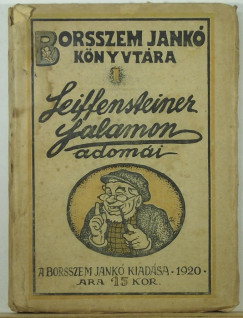 BORSSZEM JANKÓ
KÖNYVTÁRA
1
Seiffensteiner
Salamon
adomái
A BORSSZEM JANKÓ KIADÁSA · 1920 ·
ÁRA 15 KOR.